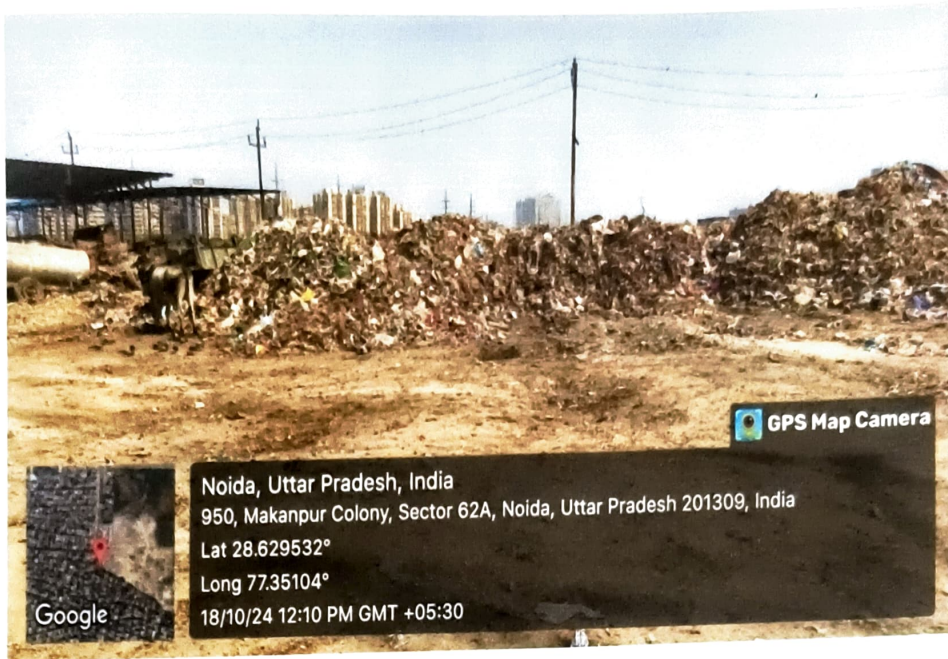 GPS Map Camera
Noida, Uttar Pradesh, India
950, Makanpur Colony, Sector 62A, Noida, Uttar Pradesh 201309, India
Lat 28.629532°
Long 77.35104°
18/10/24 12:10 PM GMT +05:30
Google